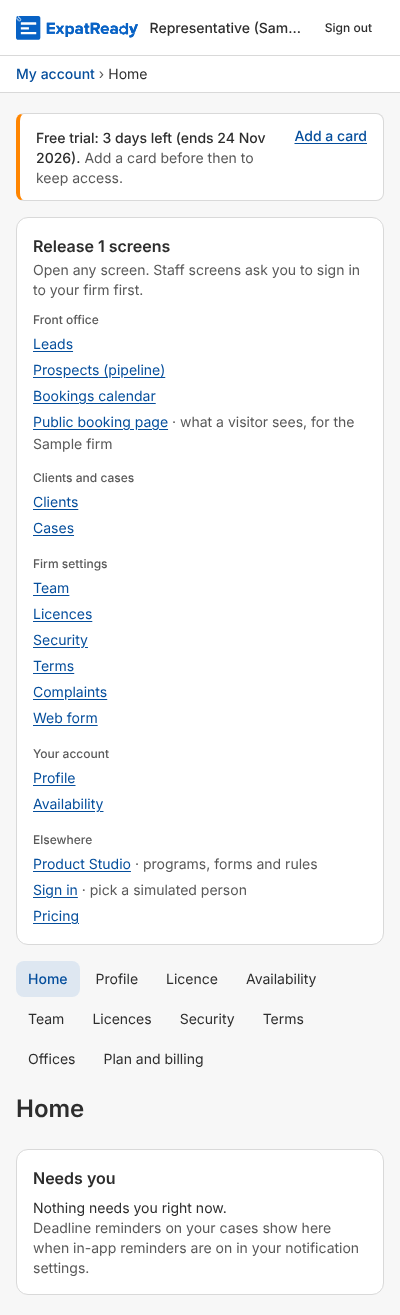 ExpatReady Representative (Sam... Sign out
My account › Home
Free trial: 3 days left (ends 24 Nov
2026). Add a card before then to
keep access.
Add a card
Release 1 screens
Open any screen. Staff screens ask you to sign in
to your firm first.
Front office
Leads
Prospects (pipeline)
Bookings calendar
Public booking page · what a visitor sees, for the
Sample firm
Clients and cases
Clients
Cases
Firm settings
Team
Licences
Security
Terms
Complaints
Web form
Your account
Profile
Availability
Elsewhere
Product Studio · programs, forms and rules
Sign in · pick a simulated person
Pricing
Home Profile Licence Availability
Team Licences Security Terms
Offices Plan and billing
Home
Needs you
Nothing needs you right now.
Deadline reminders on your cases show here
when in-app reminders are on in your notification
settings.